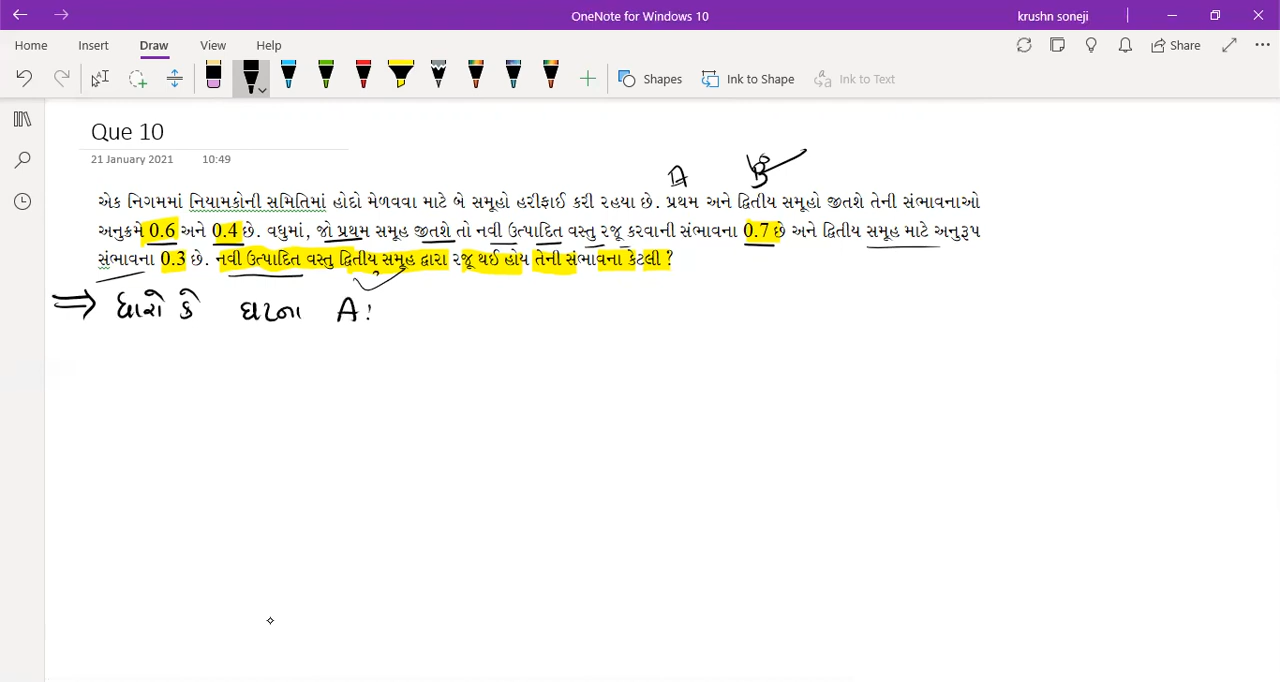 OneNote for Windows 10
krushn soneji
Home Insert Draw View Help
Share
Shapes
Ink to Shape
Ink to Text
Que 10
21 January 2021 10:49
A B
એક નિગમમાં નિયામકોની સમિતિમાં હોદો મેળવવા માટે બે સમૂહો હરીફાઈ કરી રહયા છે. પ્રથમ અને દ્વિતીય સમૂહો જીતશે તેની સંભાવનાઓ
અનુક્રમે 0.6 અને 0.4 છે. વધુમાં, જો પ્રથમ સમૂહ જીતશે તો નવી ઉત્પાદિત વસ્તુ રજૂ કરવાની સંભાવના 0.7 છે અને દ્વિતીય સમૂહ માટે અનુરૂપ
સંભાવના 0.3 છે. નવી ઉત્પાદિત વસ્તુ દ્વિતીય સમૂહ દ્વારા રજૂ થઈ હોય તેની સંભાવના કેટલી ?
⇒ ધારો કે ઘટના A: